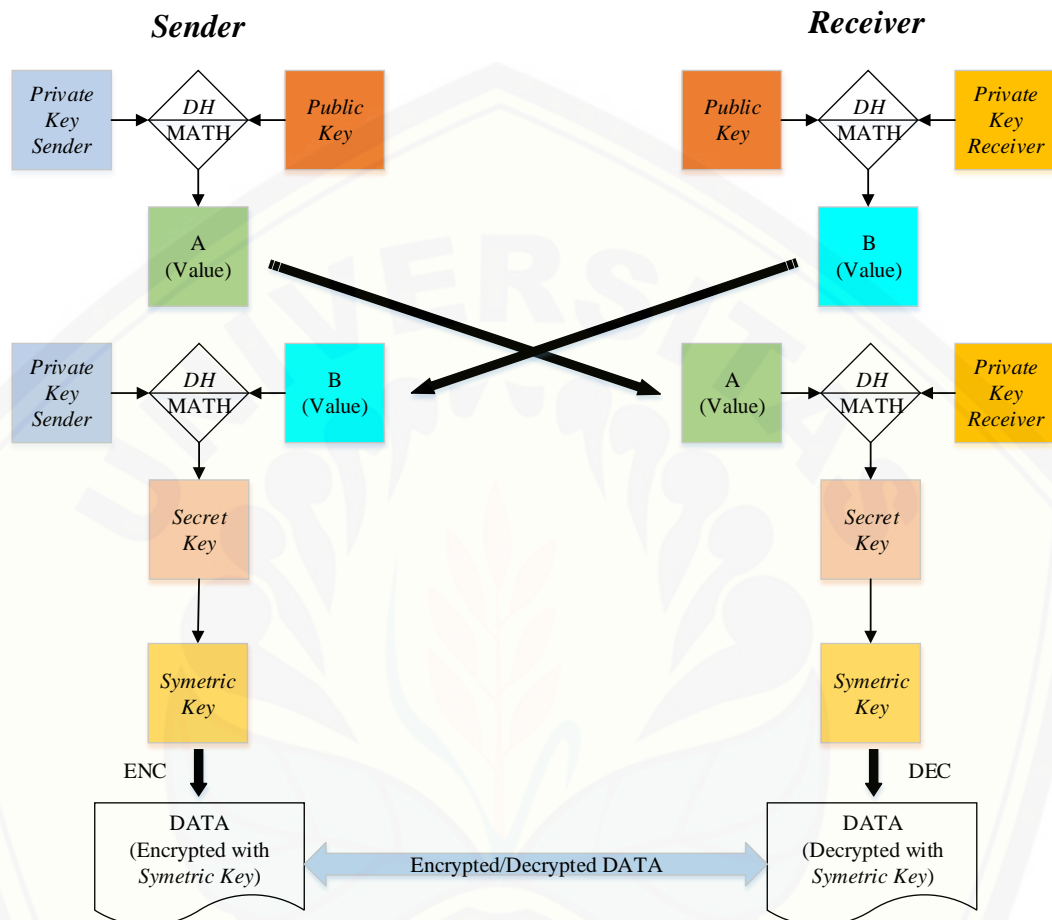 Sender
Receiver
Private
Key
Sender
DH
MATH
Public
Key
Public
Key
DH
MATH
Private
Key
Receiver
A
(Value)
B
(Value)
Private
Key
Sender
DH
MATH
B
(Value)
A
(Value)
DH
MATH
Private
Key
Receiver
Secret
Key
Secret
Key
Symetric
Key
Symetric
Key
ENC
DEC
DATA
(Encrypted with
Symetric Key)
Encrypted/Decrypted DATA
DATA
(Decrypted with
Symetric Key)
UNIVERSITAS